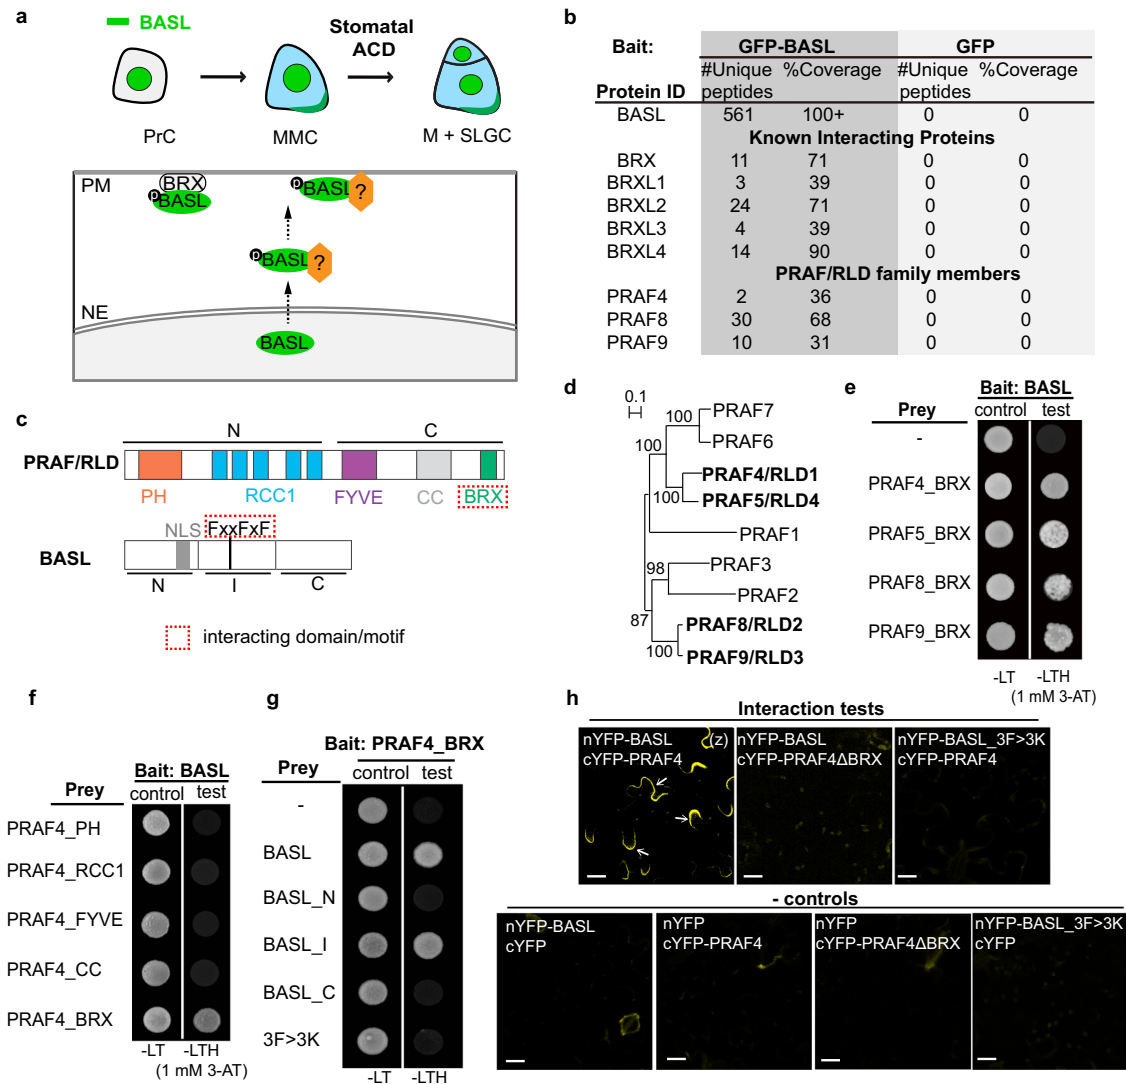 a
BASL
Stomatal
ACD
PrC
MMC
M + SLGC
PM
BRX
p
BASL
p
BASL
?
p
BASL
?
NE
BASL
b
Bait: GFP-BASL GFP
#Unique %Coverage #Unique %Coverage
Protein ID peptides peptides
BASL 561 100+ 0 0
Known Interacting Proteins
BRX 11 71 0 0
BRXL1 3 39 0 0
BRXL2 24 71 0 0
BRXL3 4 39 0 0
BRXL4 14 90 0 0
PRAF/RLD family members
PRAF4 2 36 0 0
PRAF8 30 68 0 0
PRAF9 10 31 0 0
c
N C
PRAF/RLD
PH RCC1 FYVE CC BRX
NLS FxxFxF
BASL
N I C
interacting domain/motif
d
0.1
100 PRAF7
PRAF6
100
PRAF4/RLD1
100 PRAF5/RLD4
PRAF1
98 PRAF3
PRAF2
87
PRAF8/RLD2
100 PRAF9/RLD3
e
Bait: BASL
Prey control test
-
PRAF4_BRX
PRAF5_BRX
PRAF8_BRX
PRAF9_BRX
-LT -LTH
(1 mM 3-AT)
f
Bait: BASL
Prey control test
PRAF4_PH
PRAF4_RCC1
PRAF4_FYVE
PRAF4_CC
PRAF4_BRX
-LT -LTH
(1 mM 3-AT)
g
Bait: PRAF4_BRX
Prey control test
-
BASL
BASL_N
BASL_I
BASL_C
3F>3K
-LT -LTH
h
Interaction tests
nYFP-BASL (z)
cYFP-PRAF4
nYFP-BASL
cYFP-PRAF4ΔBRX
nYFP-BASL_3F>3K
cYFP-PRAF4
- controls
nYFP-BASL
cYFP
nYFP
cYFP-PRAF4
nYFP
cYFP-PRAF4ΔBRX
nYFP-BASL_3F>3K
cYFP